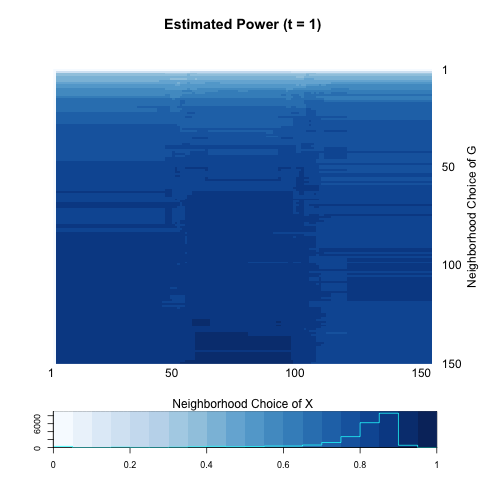 Estimated Power (t = 1)
1
50
100
150
Neighborhood Choice of G
1 50 100 150
Neighborhood Choice of X
0 6000
0 0.2 0.4 0.6 0.8 1